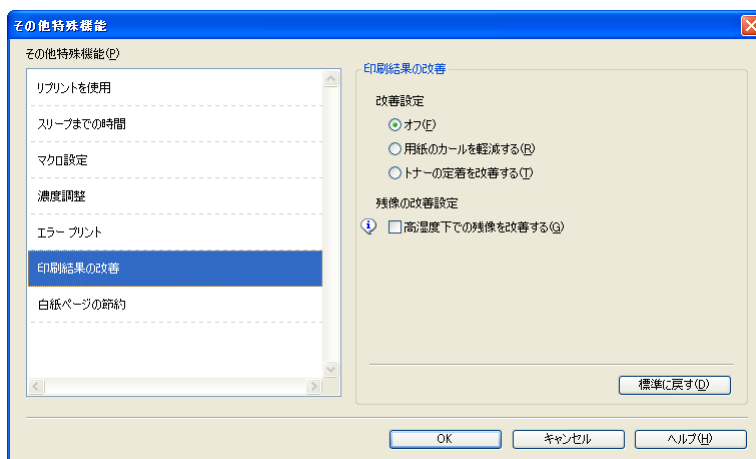 その他特殊機能
その他特殊機能(P)
リプリントを使用
スリープまでの時間
マクロ設定
濃度調整
エラー プリント
印刷結果の改善
白紙ページの節約
印刷結果の改善
改善設定
オフ(F)
用紙のカールを軽減する(R)
トナーの定着を改善する(T)
残像の改善設定
高湿度下での残像を改善する(G)
標準に戻す(D)
OK
キャンセル
ヘルプ(H)